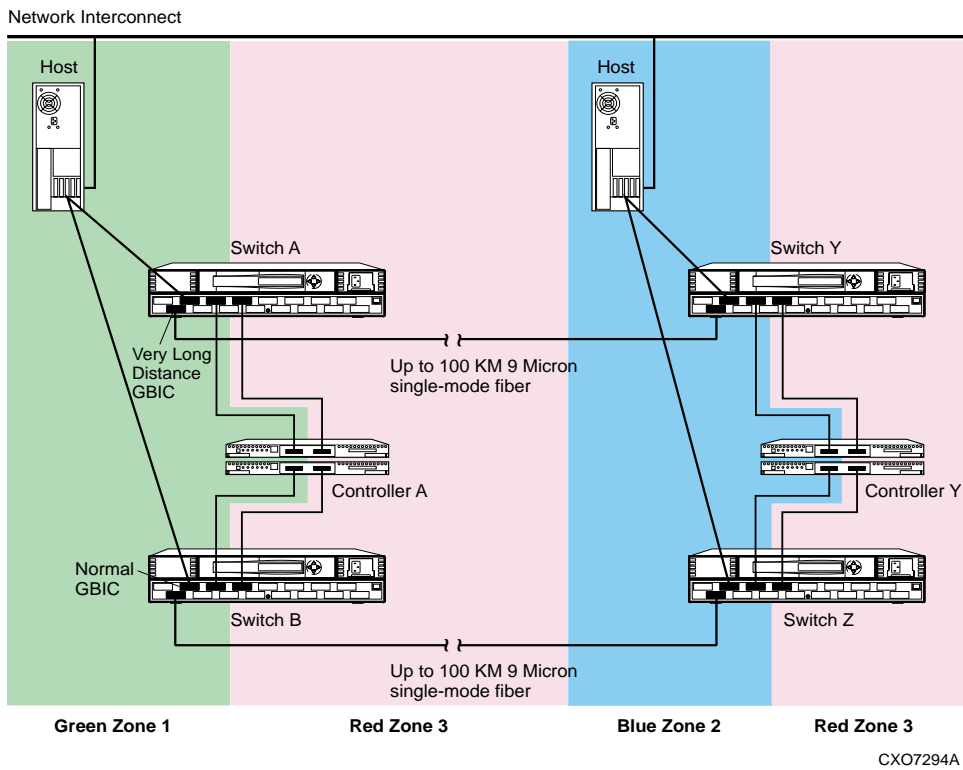 Network Interconnect
Host
Host
Switch A
Switch Y
Very Long
Distance
GBIC
Up to 100 KM 9 Micron
single-mode fiber
Controller A
Controller Y
Normal
GBIC
Switch B
Switch Z
Up to 100 KM 9 Micron
single-mode fiber
Green Zone 1
Red Zone 3
Blue Zone 2
Red Zone 3
CXO7294A